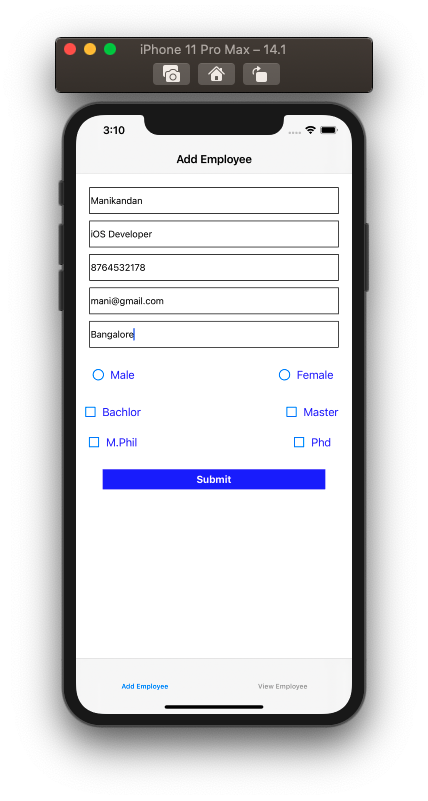 iPhone 11 Pro Max – 14.1
3:10
Add Employee
Manikandan
iOS Developer
8764532178
mani@gmail.com
Bangalore
Male Female
Bachlor Master
M.Phil Phd
Submit
Add Employee View Employee